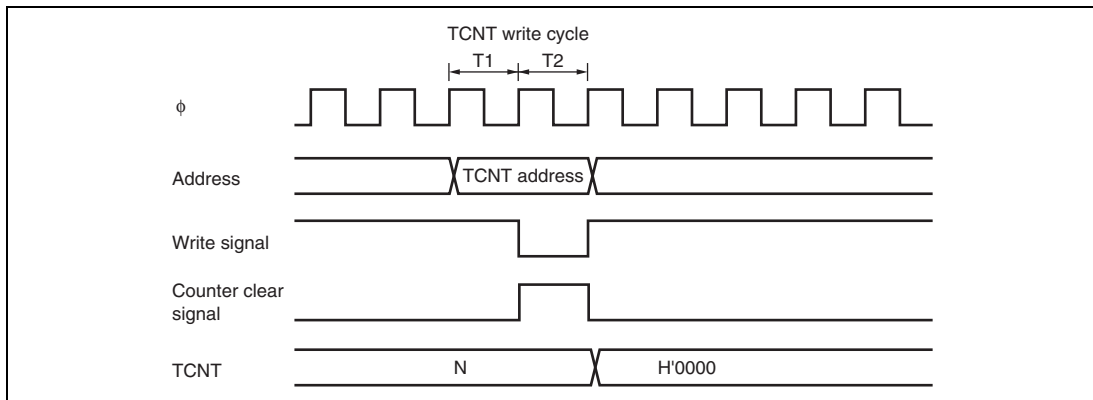 TCNT write cycle
T1 T2
ϕ
Address
TCNT address
Write signal
Counter clear
signal
TCNT
N
H'0000